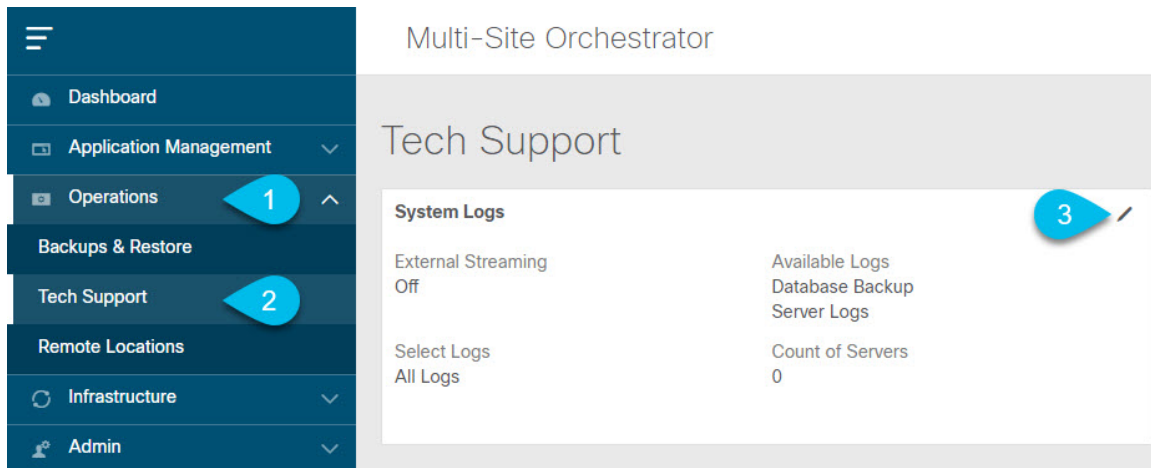 Multi-Site Orchestrator
Dashboard
Application Management
Operations
1
Backups & Restore
Tech Support
2
Remote Locations
Infrastructure
Admin
Tech Support
System Logs
3
External Streaming
Off
Available Logs
Database Backup
Server Logs
Select Logs
All Logs
Count of Servers
0